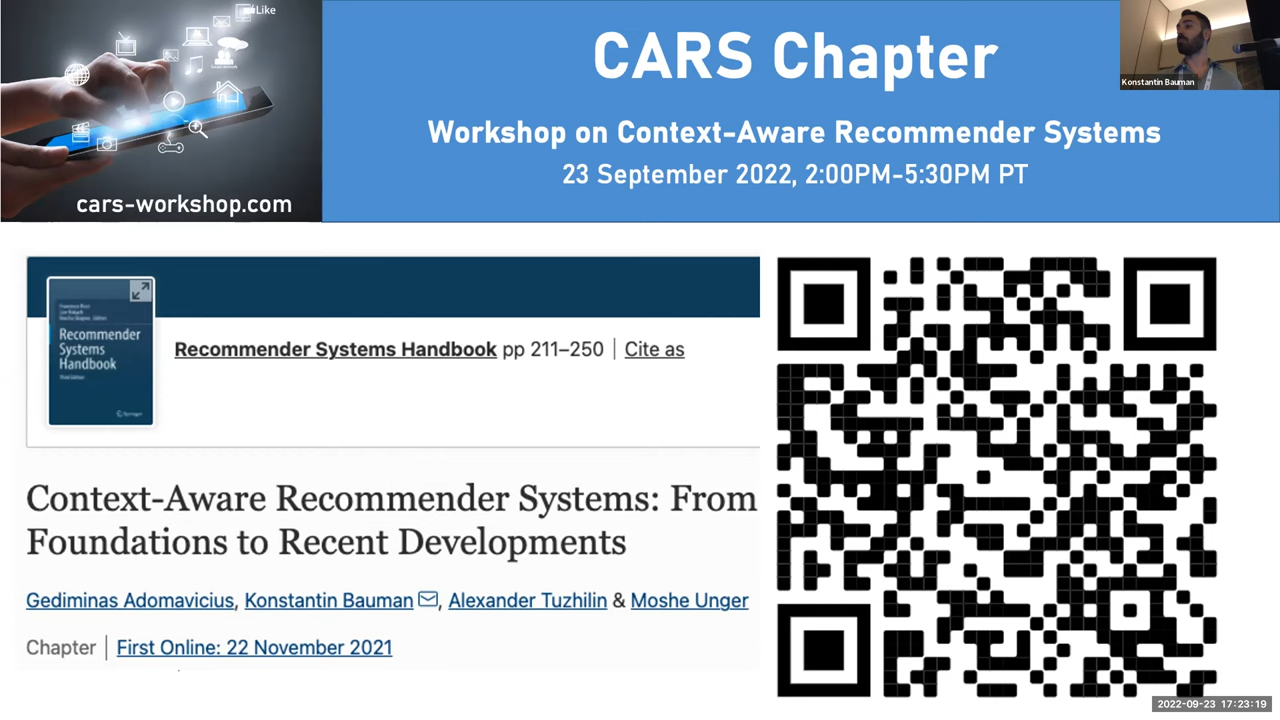 Like
CARS Chapter
Konstantin Bauman
Workshop on Context-Aware Recommender Systems
23 September 2022, 2:00PM-5:30PM PT
cars-workshop.com
Recommender
Systems
Handbook
Recommender Systems Handbook pp 211–250 | Cite as
Context-Aware Recommender Systems: From
Foundations to Recent Developments
Gediminas Adomavicius, Konstantin Bauman, Alexander Tuzhilin & Moshe Unger
Chapter | First Online: 22 November 2021
2022-09-23 17:23:19